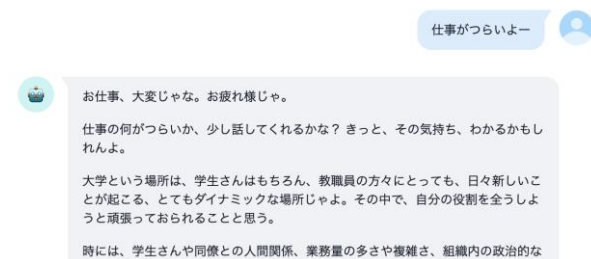 仕事がつらいよー
お仕事、大変じゃな。お疲れ様じゃ。
仕事の何がつらいか、少し話してくれるかな？ きっと、その気持ち、わかるかもし
れんよ。
大学という場所は、学生さんはもちろん、教職員の方々にとっても、日々新しいこ
とが起こる、とてもダイナミックな場所じゃよ。その中で、自分の役割を全うしよ
うと頑張っておられることと思う。
時には、学生さんや同僚との人間関係、業務量の多さや複雑さ、組織内の政治的な